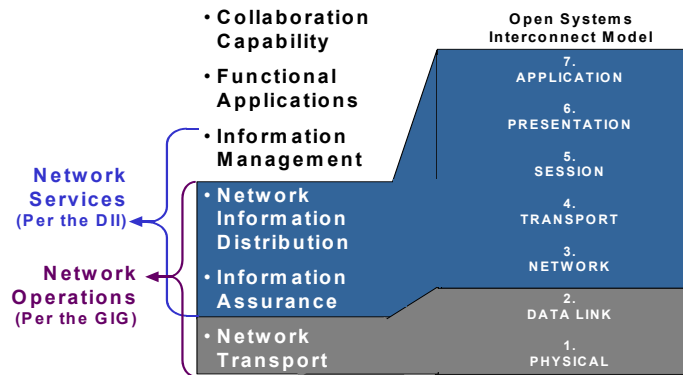 • Collaboration
Capability
• Functional
Applications
• Information
Management
Network
Services
(Per the DII)
Network
Operations
(Per the GIG)
• Network
Information
Distribution
• Information
Assurance
• Network
Transport
Open Systems
Interconnect Model
7.
APPLICATION
6.
PRESENTATION
5.
SESSION
4.
TRANSPORT
3.
NETWORK
2.
DATA LINK
1.
PHYSICAL